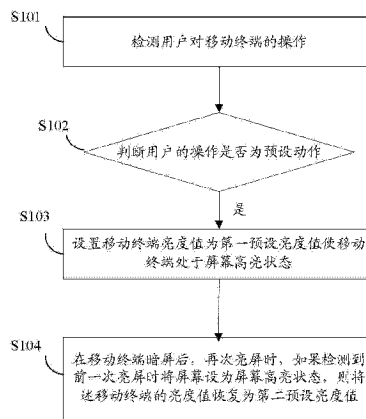 S101
检测用户对移动终端的操作
S102
判断用户的操作是否为预设动作
是
S103
设置移动终端亮度值为第一预设亮度值使移动
终端处于屏幕高亮状态
S104
在移动终端暗屏后，再次亮屏时，如果检测到
前一次亮屏时将屏幕设为屏幕高亮状态，则将
述移动终端的亮度值恢复为第二预设亮度值